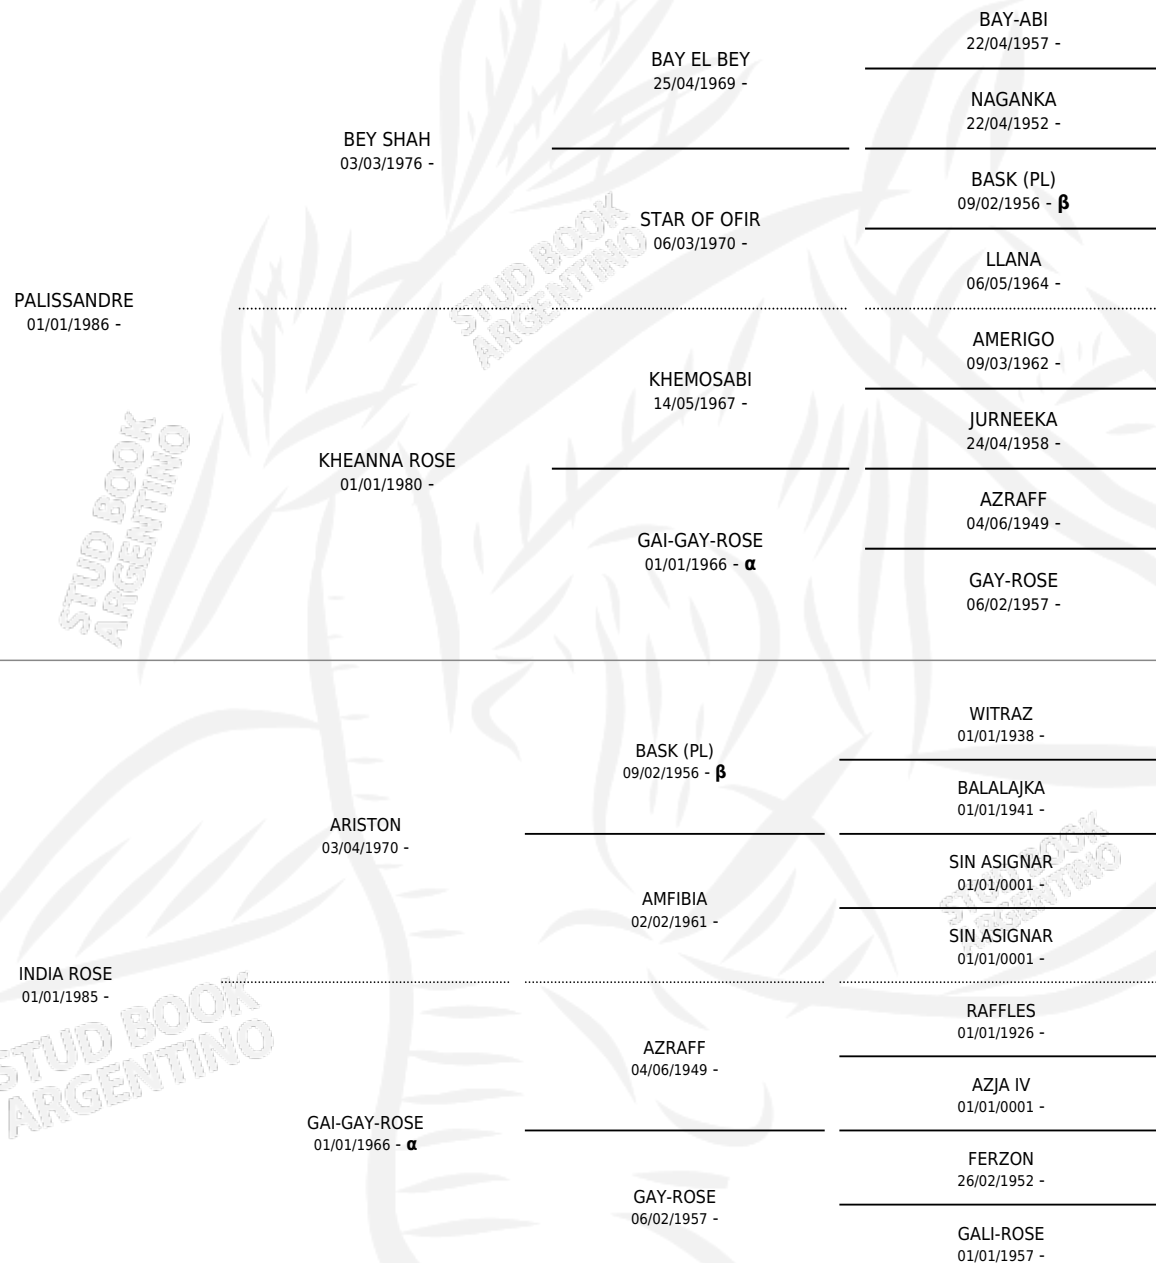 BAY-ABI
22/04/1957 -
BAY EL BEY
25/04/1969 -
NAGANKA
22/04/1952 -
BEY SHAH
03/03/1976 -
BASK (PL)
09/02/1956 - β
STAR OF OFIR
06/03/1970 -
LLANA
06/05/1964 -
PALISSANDRE
01/01/1986 -
AMERIGO
09/03/1962 -
KHEMOSABI
14/05/1967 -
JURNEEKA
24/04/1958 -
KHEANNA ROSE
01/01/1980 -
AZRAFF
04/06/1949 -
GAI-GAY-ROSE
01/01/1966 - α
GAY-ROSE
06/02/1957 -
WITRAZ
01/01/1938 -
BASK (PL)
09/02/1956 - β
BALALAJKA
01/01/1941 -
ARISTON
03/04/1970 -
SIN ASIGNAR
01/01/0001 -
AMFIBIA
02/02/1961 -
SIN ASIGNAR
01/01/0001 -
INDIA ROSE
01/01/1985 -
RAFFLES
01/01/1926 -
AZRAFF
04/06/1949 -
AZJA IV
01/01/0001 -
GAI-GAY-ROSE
01/01/1966 - α
FERZON
26/02/1952 -
GAY-ROSE
06/02/1957 -
GALI-ROSE
01/01/1957 -
STUD BOOK
ARGENTINO
STUD BOOK
ARGENTINO
STUD BOOK
ARGENTINO
STUD BOOK
ARGENTINO